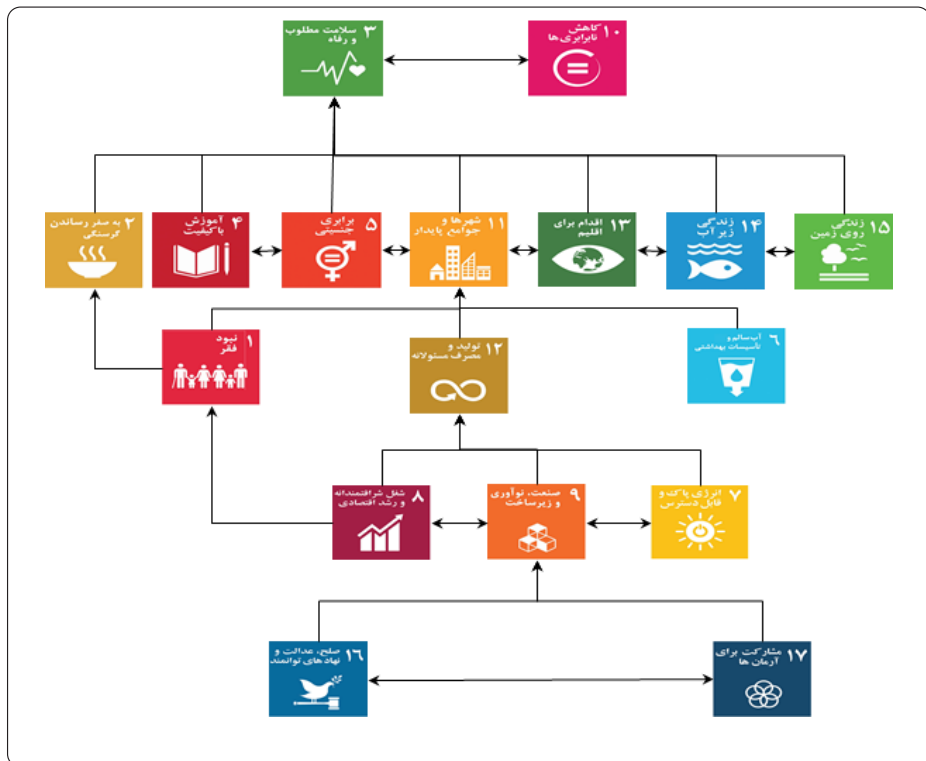 ۳ سلامت مطلوب
و رفاه
۱۰ کاهش
نابرابری‌ها
۲ به صفر رساندن
گرسنگی
۴ آموزش
باکیفیت
۵ برابری
جنسیتی
۱۱ شهرها و
جوامع پایدار
۱۳ اقدام برای
اقلیم
۱۴ زندگی
زیر آب
۱۵ زندگی
روی زمین
۱ نبود
فقر
۱۲ تولید و
مصرف مسئولانه
۶ آب سالم و
تأسیسات بهداشتی
۸ شغل شرافتمندانه
و رشد اقتصادی
۹ صنعت، نوآوری
و زیرساخت
۷ انرژی پاک و
قابل دسترس
۱۶ صلح، عدالت و
نهادهای توانمند
۱۷ مشارکت برای
آرمان ها